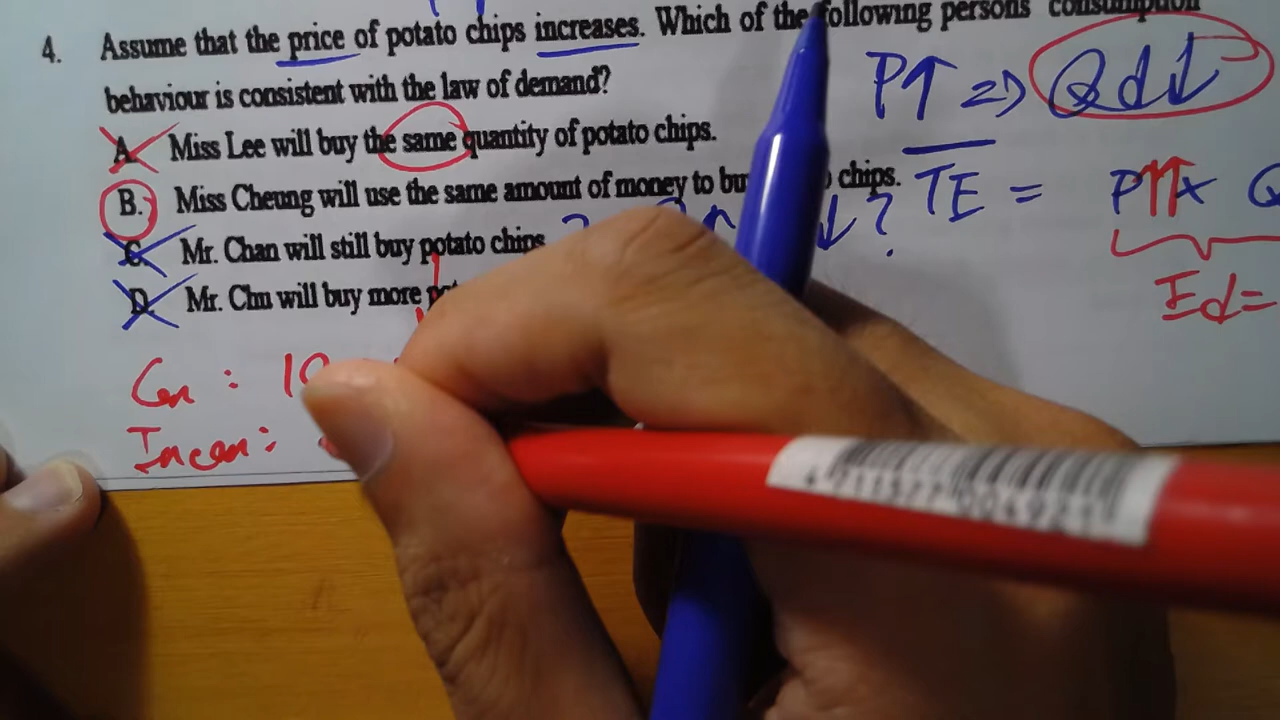 4. Assume that the price of potato chips increases. Which of the following persons' consumption
behaviour is consistent with the law of demand?
A. Miss Lee will buy the same quantity of potato chips.
B. Miss Cheung will use the same amount of money to chips.
C. Mr. Chan will still buy potato chips
D. Mr. Chu will buy more
P↑ => Qd↓
TE = P↑↑ x Q
Ed=
↓?
: 10